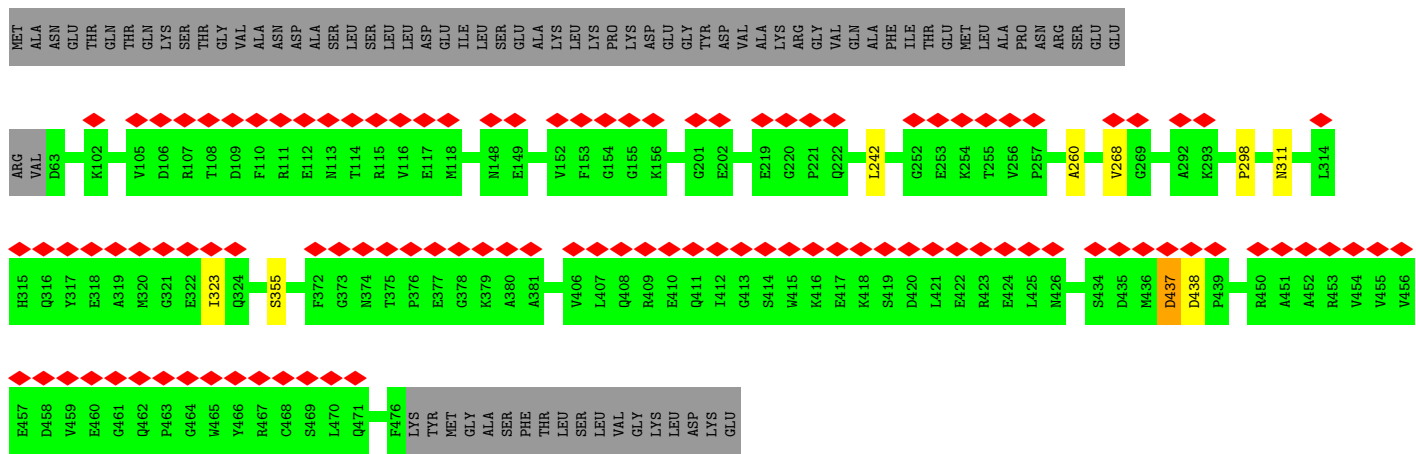 MET ALA ASN GLU THR GLN THR GLN LYS SER THR GLY VAL ALA ASN ASP ALA SER LEU SER LEU LEU ASP GLU ILE LEU SER GLU ALA LYS LEU LYS PRO LYS ASP GLU GLY TYR ASP VAL ALA LYS ARG GLY VAL GLN ALA PHE ILE THR GLU MET LEU ALA PRO ASN ARG SER GLU GLU
ARG VAL D63 K102 V105 D106 R107 T108 D109 F110 R111 E112 N113 T114 R115 V116 E117 M118 N148 E149 V152 F153 G154 G155 K156 G201 E202 E219 G220 P221 Q222 L242 G252 E253 K254 T255 V256 P257 A260 V268 G269 A292 K293 P298 N311 L314
H315 Q316 Y317 E318 A319 M320 G321 E322 I323 Q324 S355 F372 G373 N374 T375 P376 E377 G378 K379 A380 A381 V406 L407 Q408 R409 E410 Q411 I412 G413 S414 W415 K416 E417 K418 S419 D420 L421 E422 R423 E424 L425 N426 S434 D435 M436 D437 D438 P439 R450 A451 A452 R453 V454 V455 V456
E457 D458 V459 E460 G461 Q462 P463 G464 W465 Y466 R467 C468 S469 L470 Q471 F476 LYS TYR MET GLY ALA SER PHE THR LEU SER LEU VAL GLY LYS LEU ASP LYS GLU